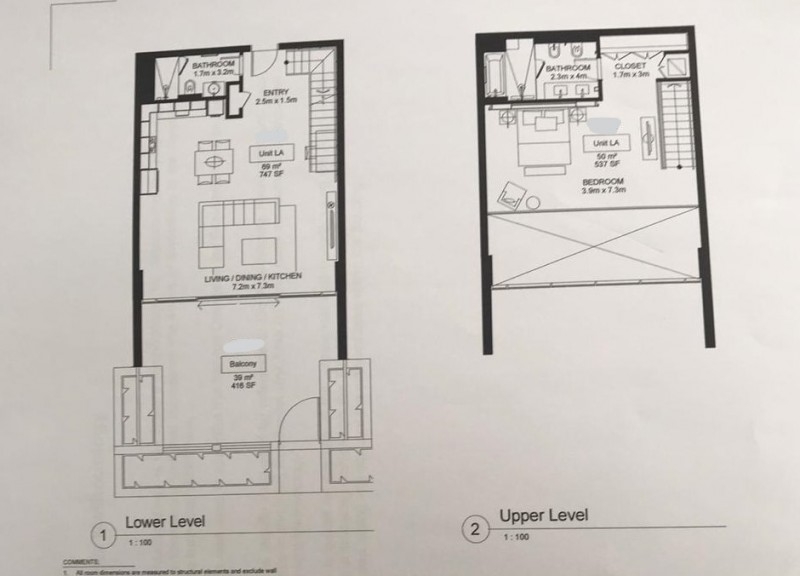 BATHROOM
1.7m x 3.2m
ENTRY
2.5m x 1.5m
Unit LA
69 m²
747 SF
LIVING / DINING / KITCHEN
7.2m x 7.3m
Balcony
39 m²
416 SF
1
Lower Level
1 : 100
COMMENTS:
1. All room dimensions are measured to structural elements and exclude wall
BATHROOM
2.3m x 4m
CLOSET
1.7m x 3m
Unit LA
50 m²
537 SF
BEDROOM
3.9m x 7.3m
2
Upper Level
1 : 100